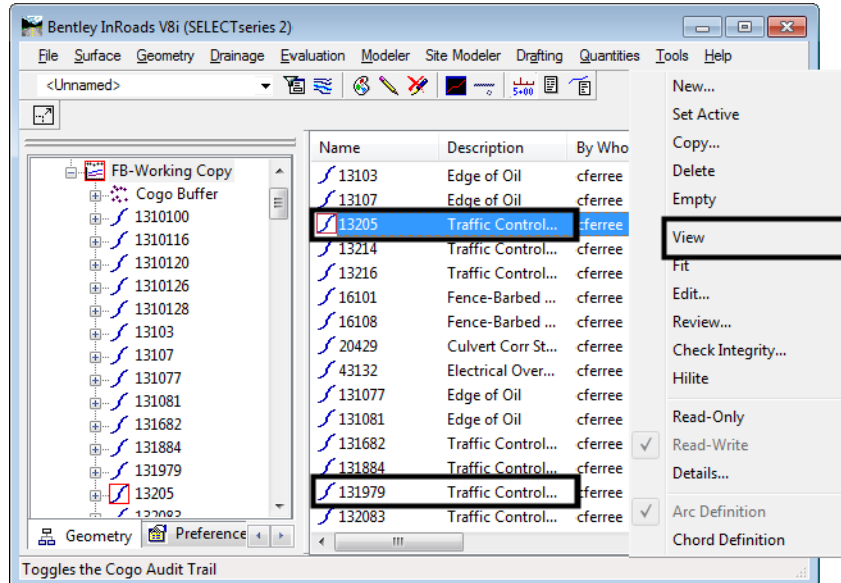 Bentley InRoads V8i (SELECTseries 2)
File Surface Geometry Drainage Evaluation Modeler Site Modeler Drafting Quantities Tools Help
<Unnamed>
FB-Working Copy
Cogo Buffer
1310100
1310116
1310120
1310126
1310128
13103
13107
131077
131081
131682
131884
131979
13205
132083
Geometry Preference
Name Description By Who
13103 Edge of Oil cferree
13107 Edge of Oil cferree
13205 Traffic Control... cferree
13214 Traffic Control... cferree
13216 Traffic Control... cferree
16101 Fence-Barbed ... cferree
16108 Fence-Barbed ... cferree
20429 Culvert Corr St... cferree
43132 Electrical Over... cferree
131077 Edge of Oil cferree
131081 Edge of Oil cferree
131682 Traffic Control... cferree
131884 Traffic Control... cferree
131979 Traffic Control... cferree
132083 Traffic Control... cferree
New...
Set Active
Copy...
Delete
Empty
View
Fit
Edit...
Review...
Check Integrity...
Hilite
Read-Only
Read-Write
Details...
Arc Definition
Chord Definition
Toggles the Cogo Audit Trail